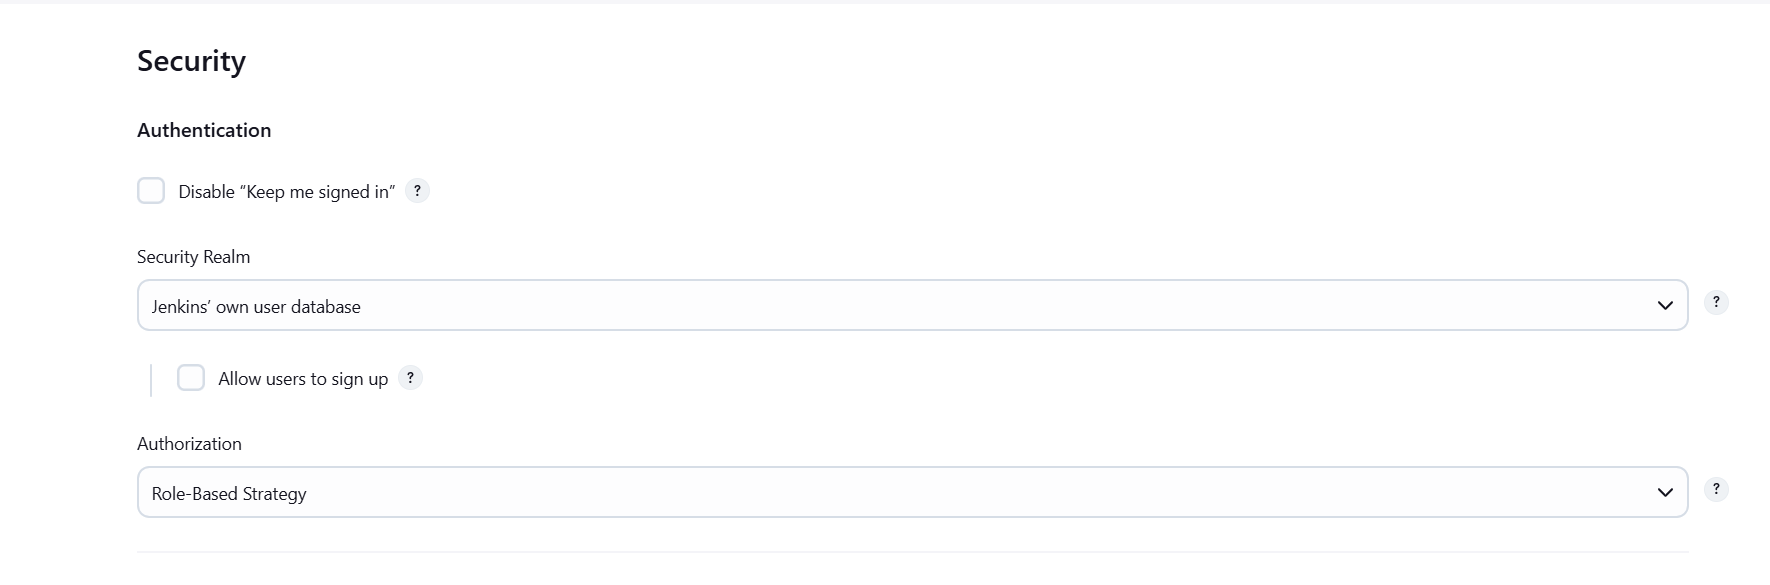 Security
Authentication
Disable “Keep me signed in” ?
Security Realm
Jenkins’ own user database
?
Allow users to sign up ?
Authorization
Role-Based Strategy
?